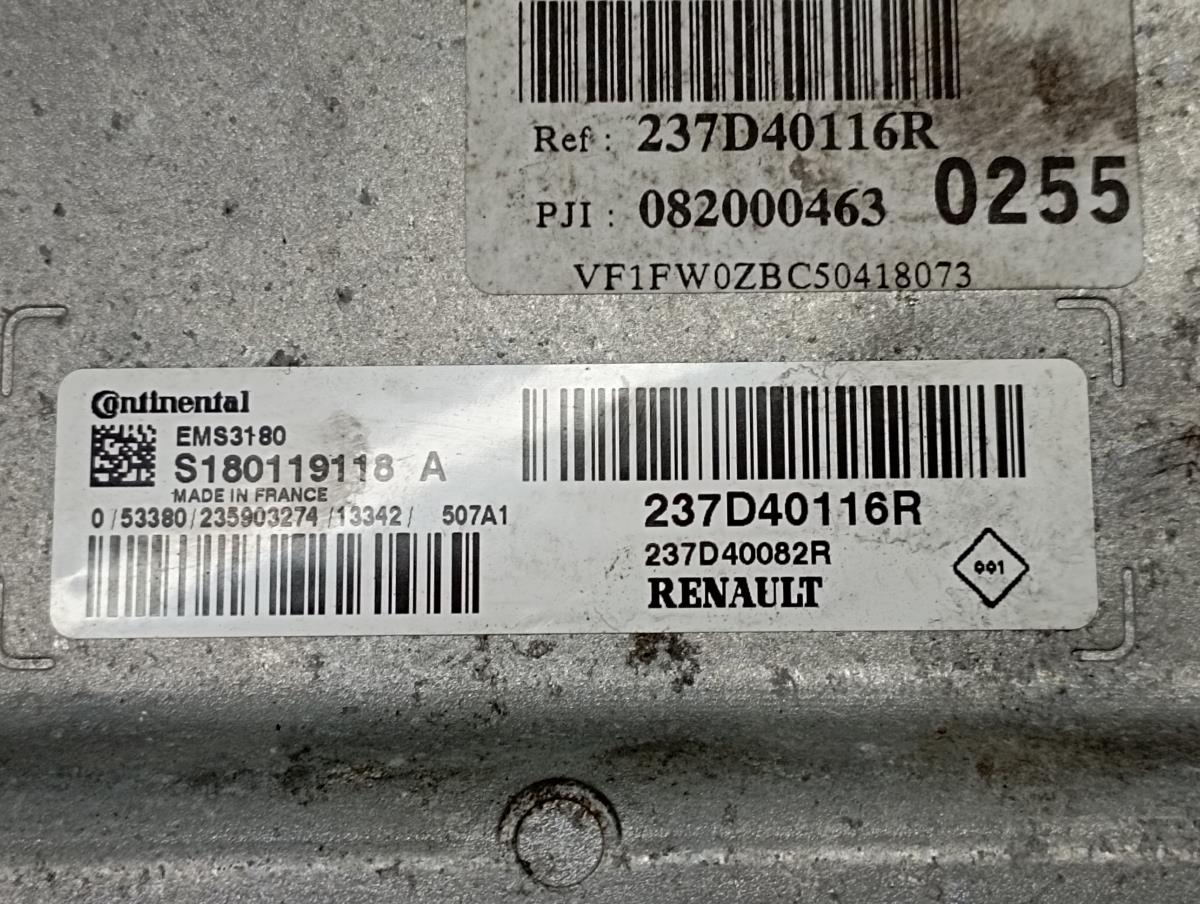 Ref : 237D40116R
PJI : 082000463 0255
VF1FW0ZBC50418073
Continental
EMS3180
S180119118 A
MADE IN FRANCE
0/53380/235903274/13342/ 507A1
237D40116R
237D40082R
RENAULT
001